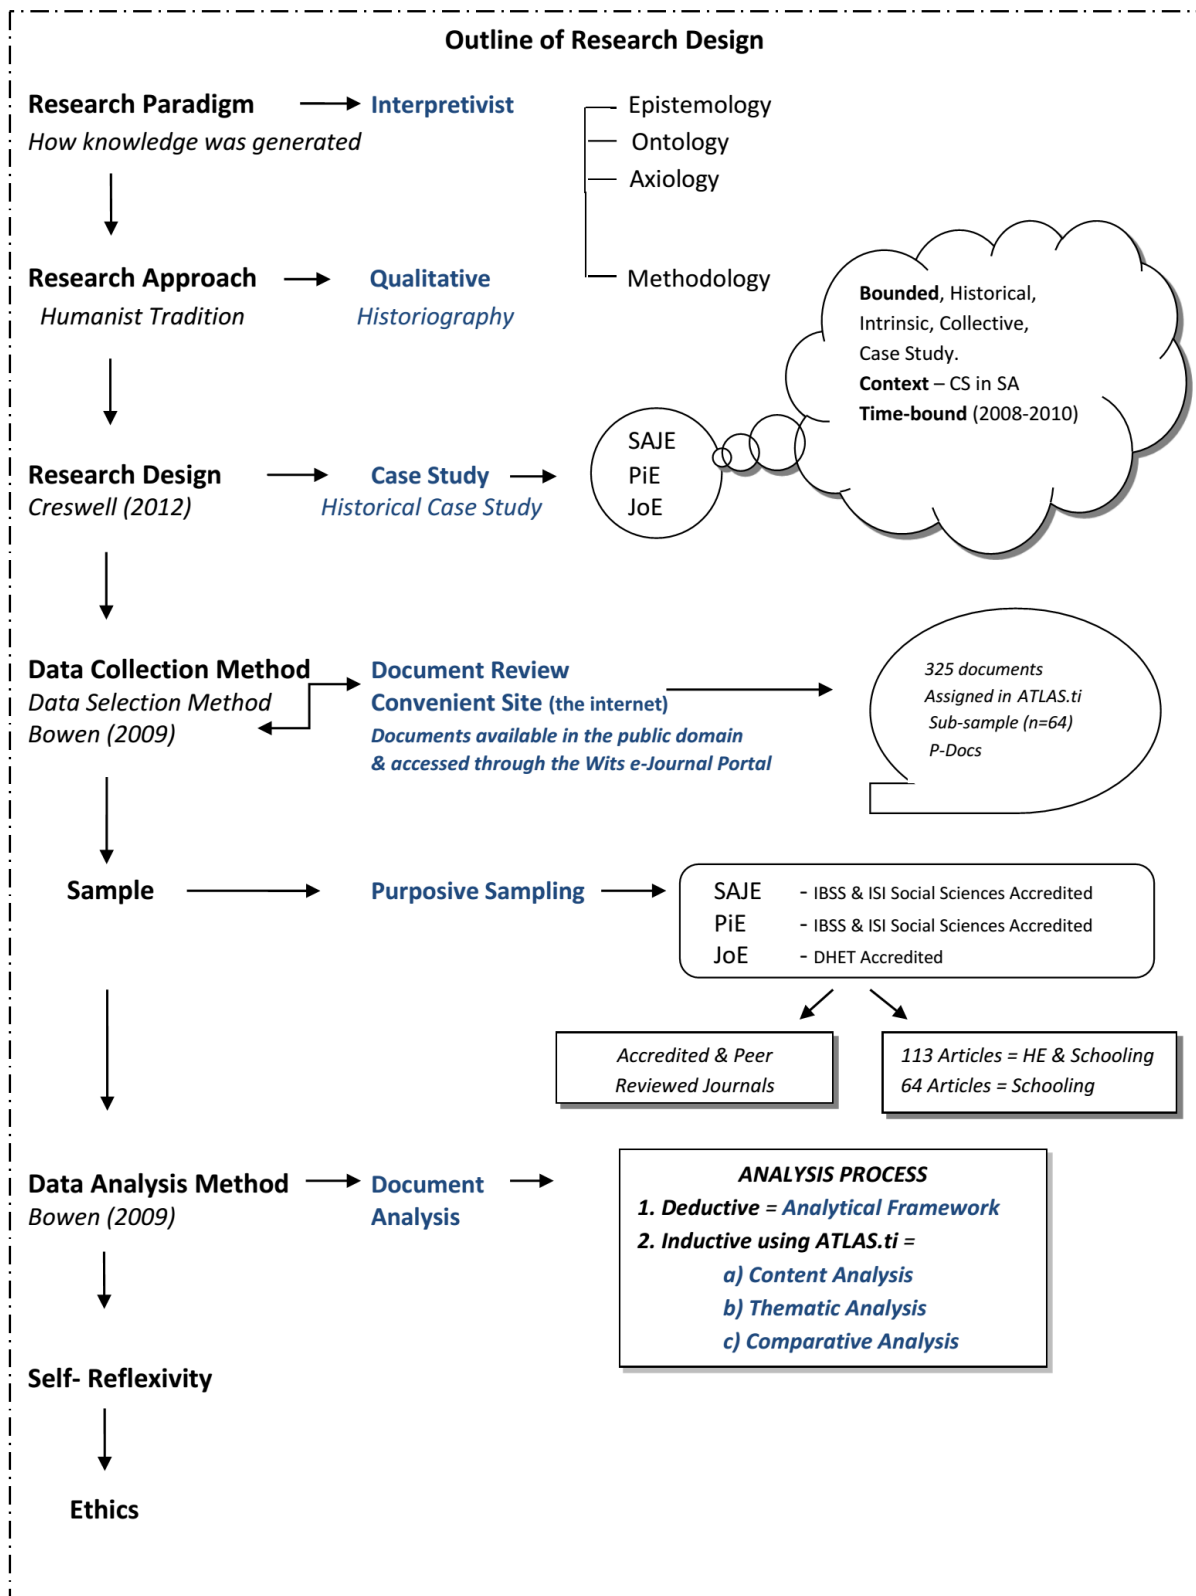 Outline of Research Design
Research Paradigm
Interpretivist
How knowledge was generated
Epistemology
Ontology
Axiology
Methodology
Research Approach
Qualitative
Humanist Tradition
Historiography
Bounded, Historical,
Intrinsic, Collective,
Case Study.
Context – CS in SA
Time-bound (2008-2010)
Research Design
Case Study
Creswell (2012)
Historical Case Study
SAJE
PiE
JoE
Data Collection Method
Data Selection Method
Bowen (2009)
Document Review
Convenient Site (the internet)
Documents available in the public domain
& accessed through the Wits e-Journal Portal
325 documents
Assigned in ATLAS.ti
Sub-sample (n=64)
P-Docs
Sample
Purposive Sampling
SAJE - IBSS & ISI Social Sciences Accredited
PiE - IBSS & ISI Social Sciences Accredited
JoE - DHET Accredited
Accredited & Peer
Reviewed Journals
113 Articles = HE & Schooling
64 Articles = Schooling
Data Analysis Method
Bowen (2009)
Document
Analysis
ANALYSIS PROCESS
1. Deductive = Analytical Framework
2. Inductive using ATLAS.ti =
a) Content Analysis
b) Thematic Analysis
c) Comparative Analysis
Self- Reflexivity
Ethics